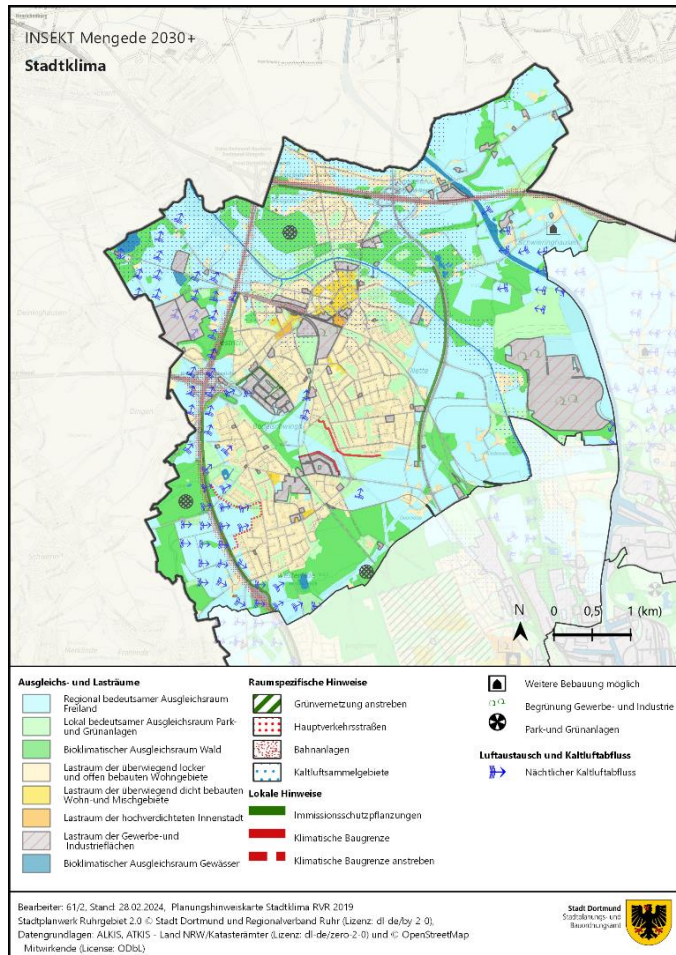 INSEKT Mengede 2030+
Stadtklima
Nette
N
0 0,5 1 (km)
Ausgleichs- und Lasträume
Regional bedeutsamer Ausgleichsraum
Freiland
Lokal bedeutsamer Ausgleichsraum Park-
und Grünanlagen
Bioklimatischer Ausgleichsraum Wald
Lastraum der überwiegend locker
und offen bebauten Wohngebiete
Lastraum der überwiegend dicht bebauten
Wohn-und Mischgebiete
Lastraum der hochverdichteten Innenstadt
Lastraum der Gewerbe-und
Industrieflächen
Bioklimatischer Ausgleichsraum Gewässer
Raumspezifische Hinweise
Grünvernetzung anstreben
Hauptverkehrsstraßen
Bahnanlagen
Kaltluftsammelgebiete
Lokale Hinweise
Immissionsschutzpflanzungen
Klimatische Baugrenze
Klimatische Baugrenze anstreben
Weitere Bebauung möglich
Begrünung Gewerbe- und Industrie
Park-und Grünanlagen
Luftaustausch und Kaltluftabfluss
Nächtlicher Kaltluftabfluss
Bearbeiter: 61/2, Stand: 28.02.2024, Planungshinweiskarte Stadtklima RVR 2019
Stadtplanwerk Ruhrgebiet 2.0 © Stadt Dortmund und Regionalverband Ruhr (Lizenz: dl-de/by-2-0),
Datengrundlagen: ALKIS, ATKIS - Land NRW/Katasterämter (Lizenz: dl-de/zero-2-0) und © OpenStreetMap
Mitwirkende (License: ODbL)
Stadt Dortmund
Stadtplanungs- und
Bauordnungsamt